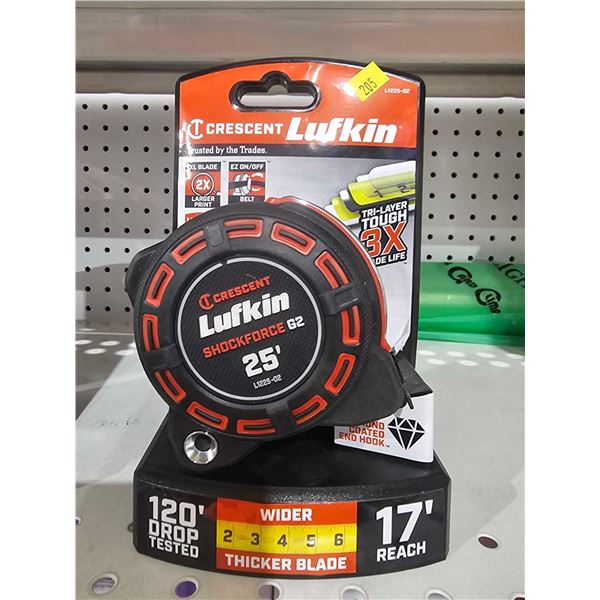 205
L1225-02
CRESCENT Lufkin
Trusted by the Trades.
XL BLADE
2X
LARGER
PRINT
EZ ON/OFF
BELT
TRI-LAYER
TOUGH
3X
LIFE
CRESCENT
Lufkin
SHOCKFORCE G2
25'
L1225-02
COATED
END HOOK
120'
DROP
TESTED
WIDER
2 3 4 5 6
THICKER BLADE
17'
REACH